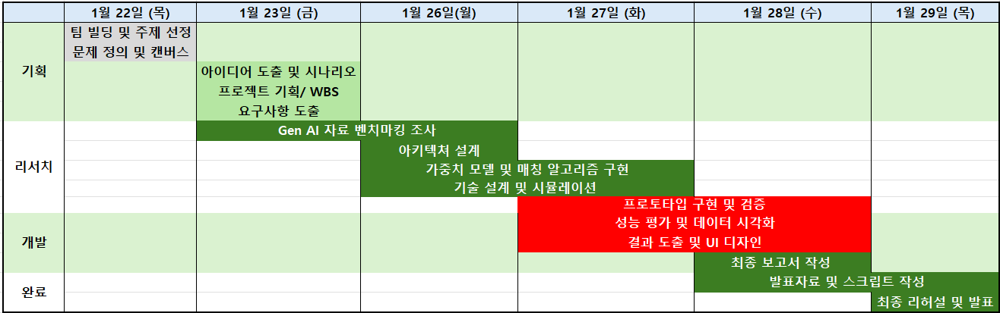 1월 22일 (목) 1월 23일 (금) 1월 26일(월) 1월 27일 (화) 1월 28일 (수) 1월 29일 (목)
기획
팀 빌딩 및 주제 선정
문제 정의 및 캔버스
아이디어 도출 및 시나리오
프로젝트 기획/ WBS
요구사항 도출
리서치
Gen AI 자료 벤치마킹 조사
아키텍쳐 설계
가중치 모델 및 매칭 알고리즘 구현
기술 설계 및 시뮬레이션
개발
프로토타입 구현 및 검증
성능 평가 및 데이터 시각화
결과 도출 및 UI 디자인
최종 보고서 작성
완료
발표자료 및 스크립트 작성
최종 리허설 및 발표